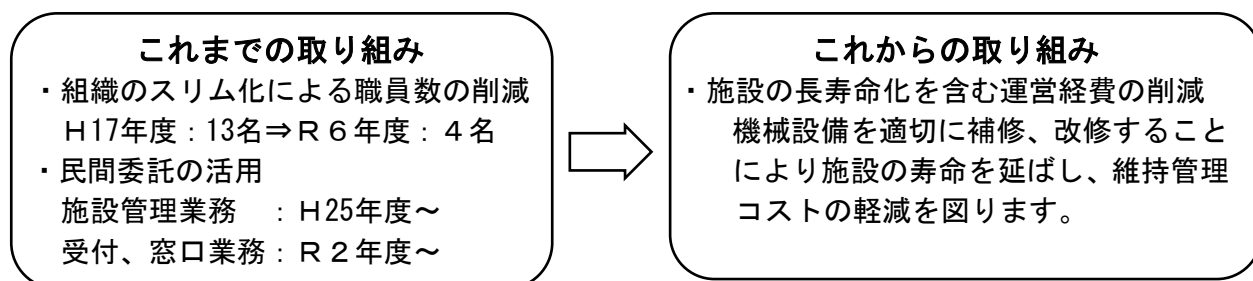 これまでの取り組み
・組織のスリム化による職員数の削減
H17年度：13名⇒R６年度：４名
・民間委託の活用
施設管理業務　：H25年度～
受付、窓口業務：R２年度～
これからの取り組み
・施設の長寿命化を含む運営経費の削減
機械設備を適切に補修、改修すること
により施設の寿命を延ばし、維持管理
コストの軽減を図ります。